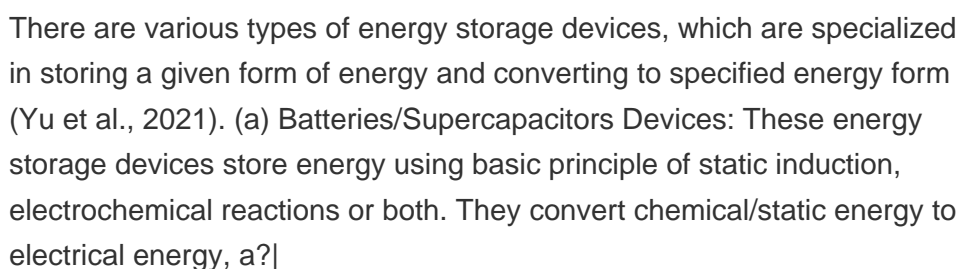 There are various types of energy storage devices, which are specialized
in storing a given form of energy and converting to specified energy form
(Yu et al., 2021). (a) Batteries/Supercapacitors Devices: These energy
storage devices store energy using basic principle of static induction,
electrochemical reactions or both. They convert chemical/static energy to
electrical energy, a?|